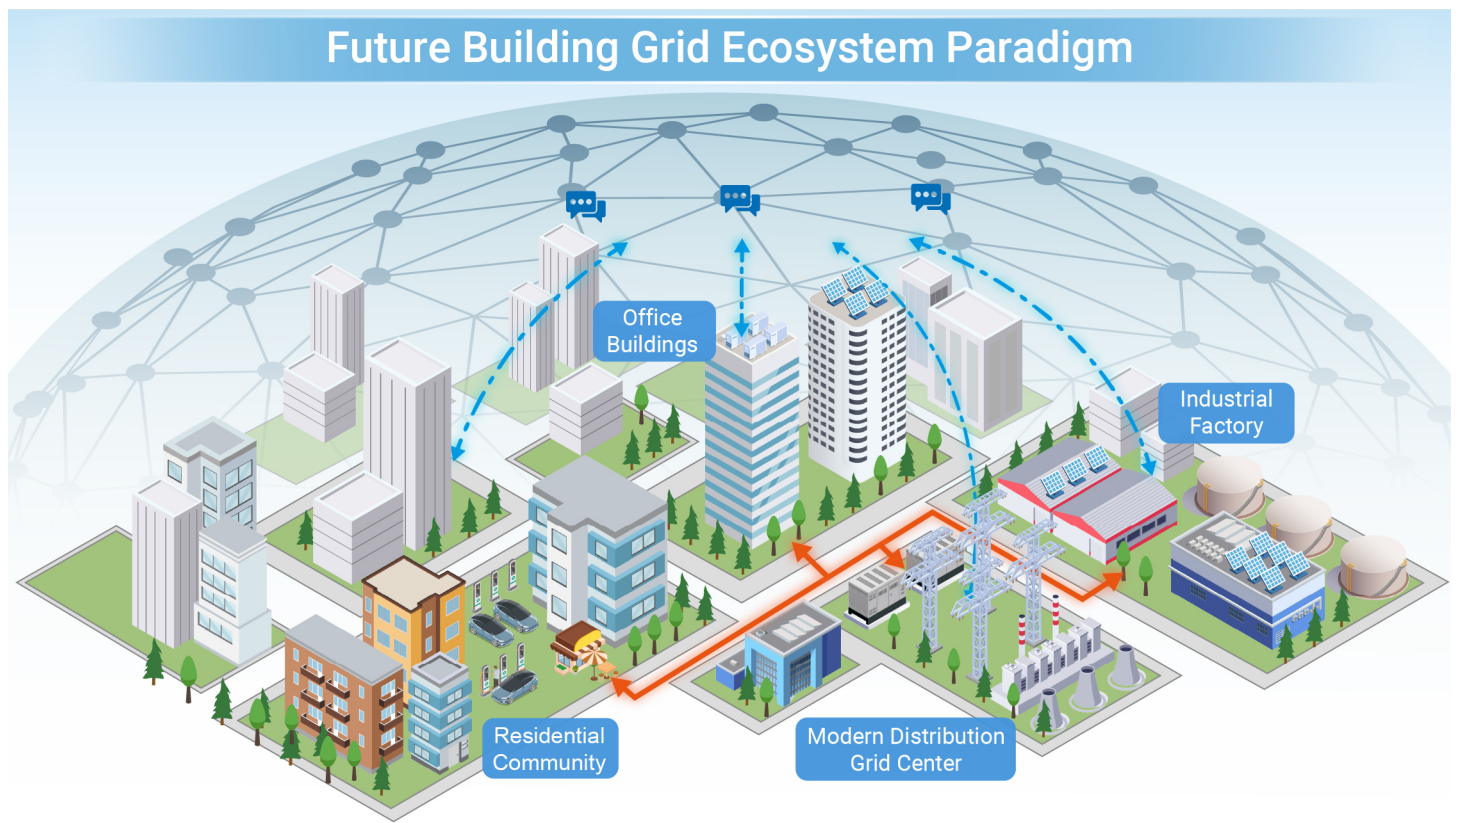 Future Building Grid Ecosystem Paradigm
Office
Buildings
Industrial
Factory
Residential
Community
Modern Distribution
Grid Center